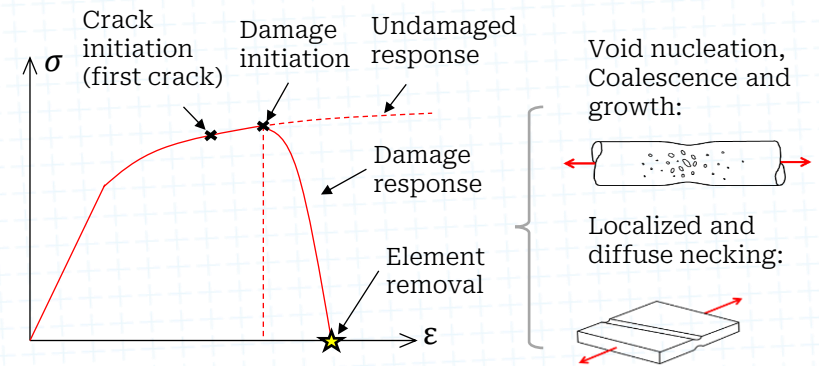 Crack
initiation
(first crack)
Damage
initiation
Undamaged
response
σ
Damage
response
Element
removal
ε
Void nucleation,
Coalescence and
growth:
Localized and
diffuse necking: